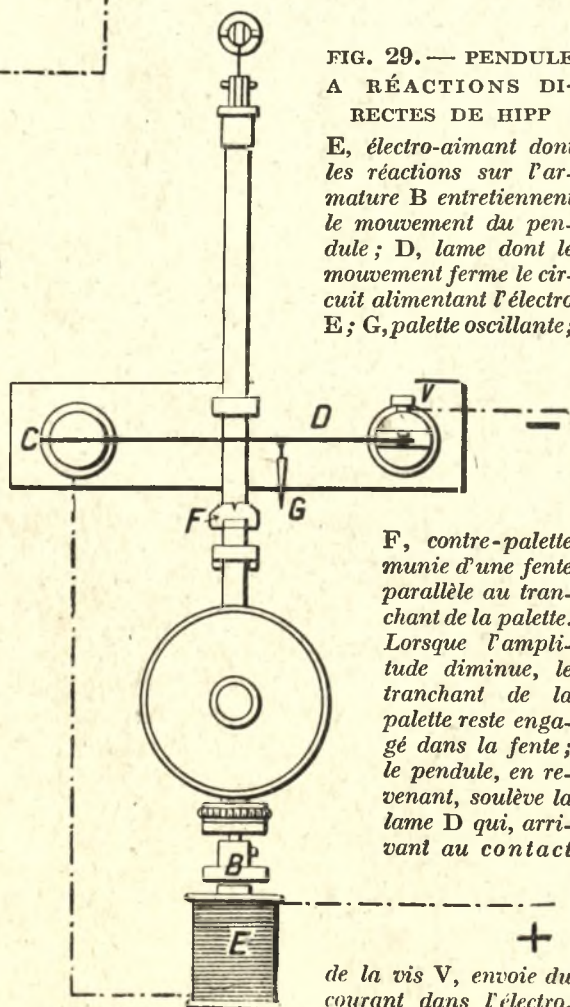 FIG. 29. — PENDULE
A RÉACTIONS DI-
RECTES DE HIPP
E, électro-aimant dont
les réactions sur l'ar-
mature B entretiennent
le mouvement du pen-
dule ; D, lame dont le
mouvement ferme le cir-
cuit alimentant l'électro
E ; G, palette oscillante ;
V
D
C
−
G
F
F, contre-palette
munie d'une fente
parallèle au tran-
chant de la palette.
Lorsque l'ampli-
tude diminue, le
tranchant de la
palette reste enga-
gé dans la fente ;
le pendule, en re-
venant, soulève la
lame D qui, arri-
vant au contact
B
E
+
de la vis V, envoie du
courant dans l'électro.